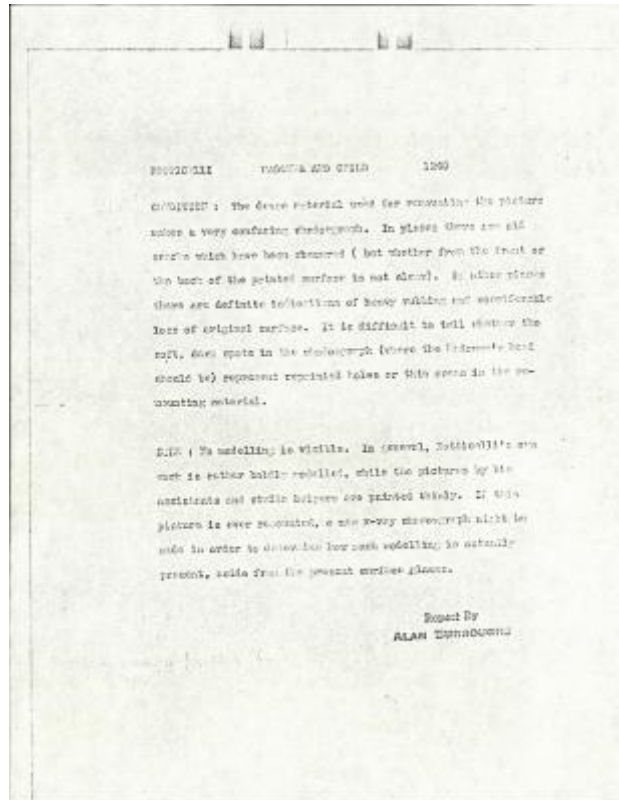 BOTTICELLI MADONNA AND CHILD
CONDITION : The dense material used for remounting the picture
makes a very confusing shadowgraph. In places there are old
cracks which have been skewered ( but whether from the front or
the back of the painted surface is not clear). In other places
there are definite indications of heavy rubbing and considerable
loss of original surface. It is difficult to tell whether the
soft, dark spots in the shadowgraph (where the Madonna's head
should be) represent repainted holes or thin areas in the re-
mounting material.
No modelling is visible. In general, Botticelli's own
work is rather boldly modelled, while the pictures by his
assistants and studio helpers are painted thinly. If this
picture is ever remounted, a new x-ray shadowgraph might be
made in order to determine how much modelling is actually
present, aside from the present surface
Report By
ALAN BURROUGHS